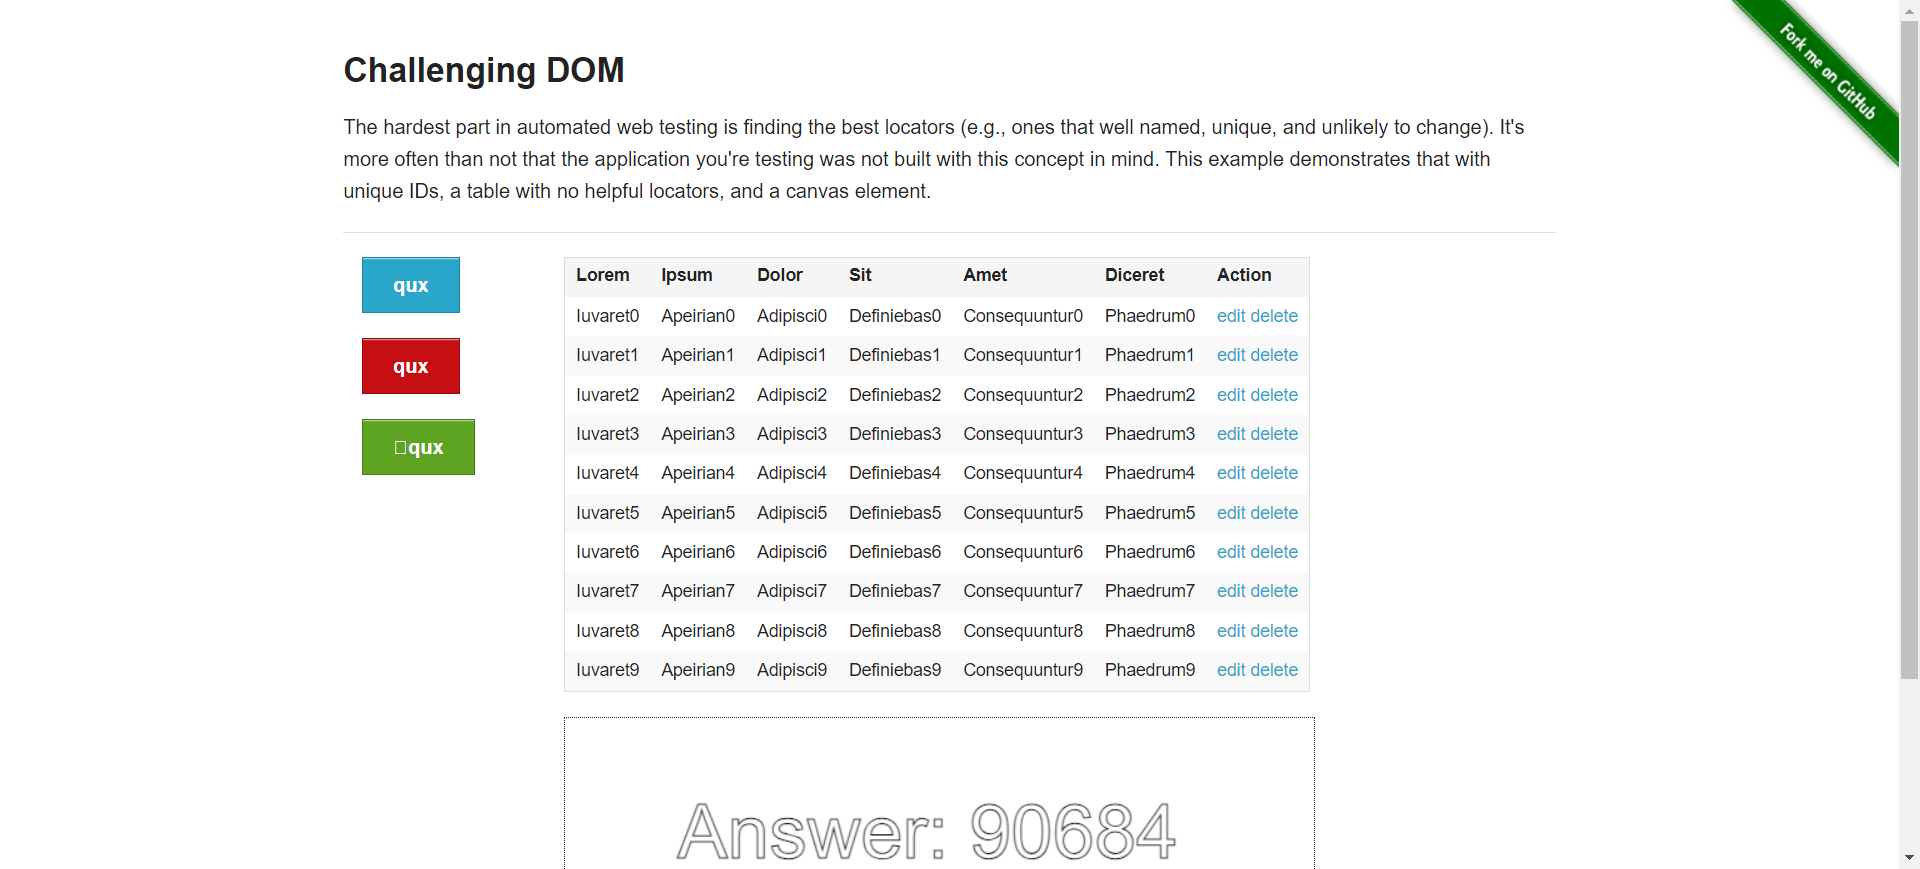 Fork me on GitHub
Challenging DOM
The hardest part in automated web testing is finding the best locators (e.g., ones that well named, unique, and unlikely to change). It's
more often than not that the application you're testing was not built with this concept in mind. This example demonstrates that with
unique IDs, a table with no helpful locators, and a canvas element.
qux
qux
qux
Lorem Ipsum Dolor Sit Amet Diceret Action
Iuvaret0 Apeirian0 Adipisci0 Definiebas0 Consequuntur0 Phaedrum0 edit delete
Iuvaret1 Apeirian1 Adipisci1 Definiebas1 Consequuntur1 Phaedrum1 edit delete
Iuvaret2 Apeirian2 Adipisci2 Definiebas2 Consequuntur2 Phaedrum2 edit delete
Iuvaret3 Apeirian3 Adipisci3 Definiebas3 Consequuntur3 Phaedrum3 edit delete
Iuvaret4 Apeirian4 Adipisci4 Definiebas4 Consequuntur4 Phaedrum4 edit delete
Iuvaret5 Apeirian5 Adipisci5 Definiebas5 Consequuntur5 Phaedrum5 edit delete
Iuvaret6 Apeirian6 Adipisci6 Definiebas6 Consequuntur6 Phaedrum6 edit delete
Iuvaret7 Apeirian7 Adipisci7 Definiebas7 Consequuntur7 Phaedrum7 edit delete
Iuvaret8 Apeirian8 Adipisci8 Definiebas8 Consequuntur8 Phaedrum8 edit delete
Iuvaret9 Apeirian9 Adipisci9 Definiebas9 Consequuntur9 Phaedrum9 edit delete
Answer: 90684